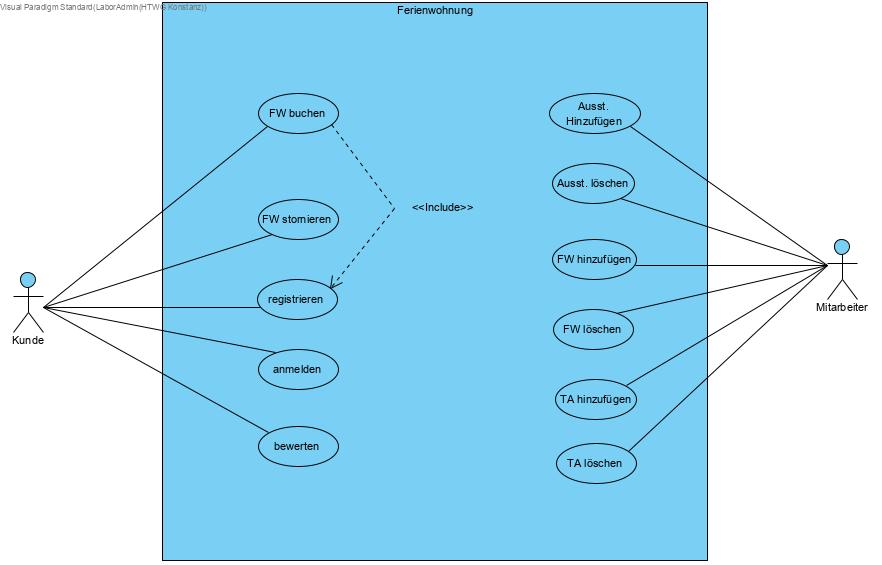 Visual Paradigm Standard(LaborAdmin(HTWG Konstanz))
Ferienwohnung
FW buchen
Ausst.
Hinzufügen
Ausst. löschen
<<Include>>
FW stornieren
FW hinzufügen
registrieren
Kunde
Mitarbeiter
FW löschen
anmelden
TA hinzufügen
bewerten
TA löschen